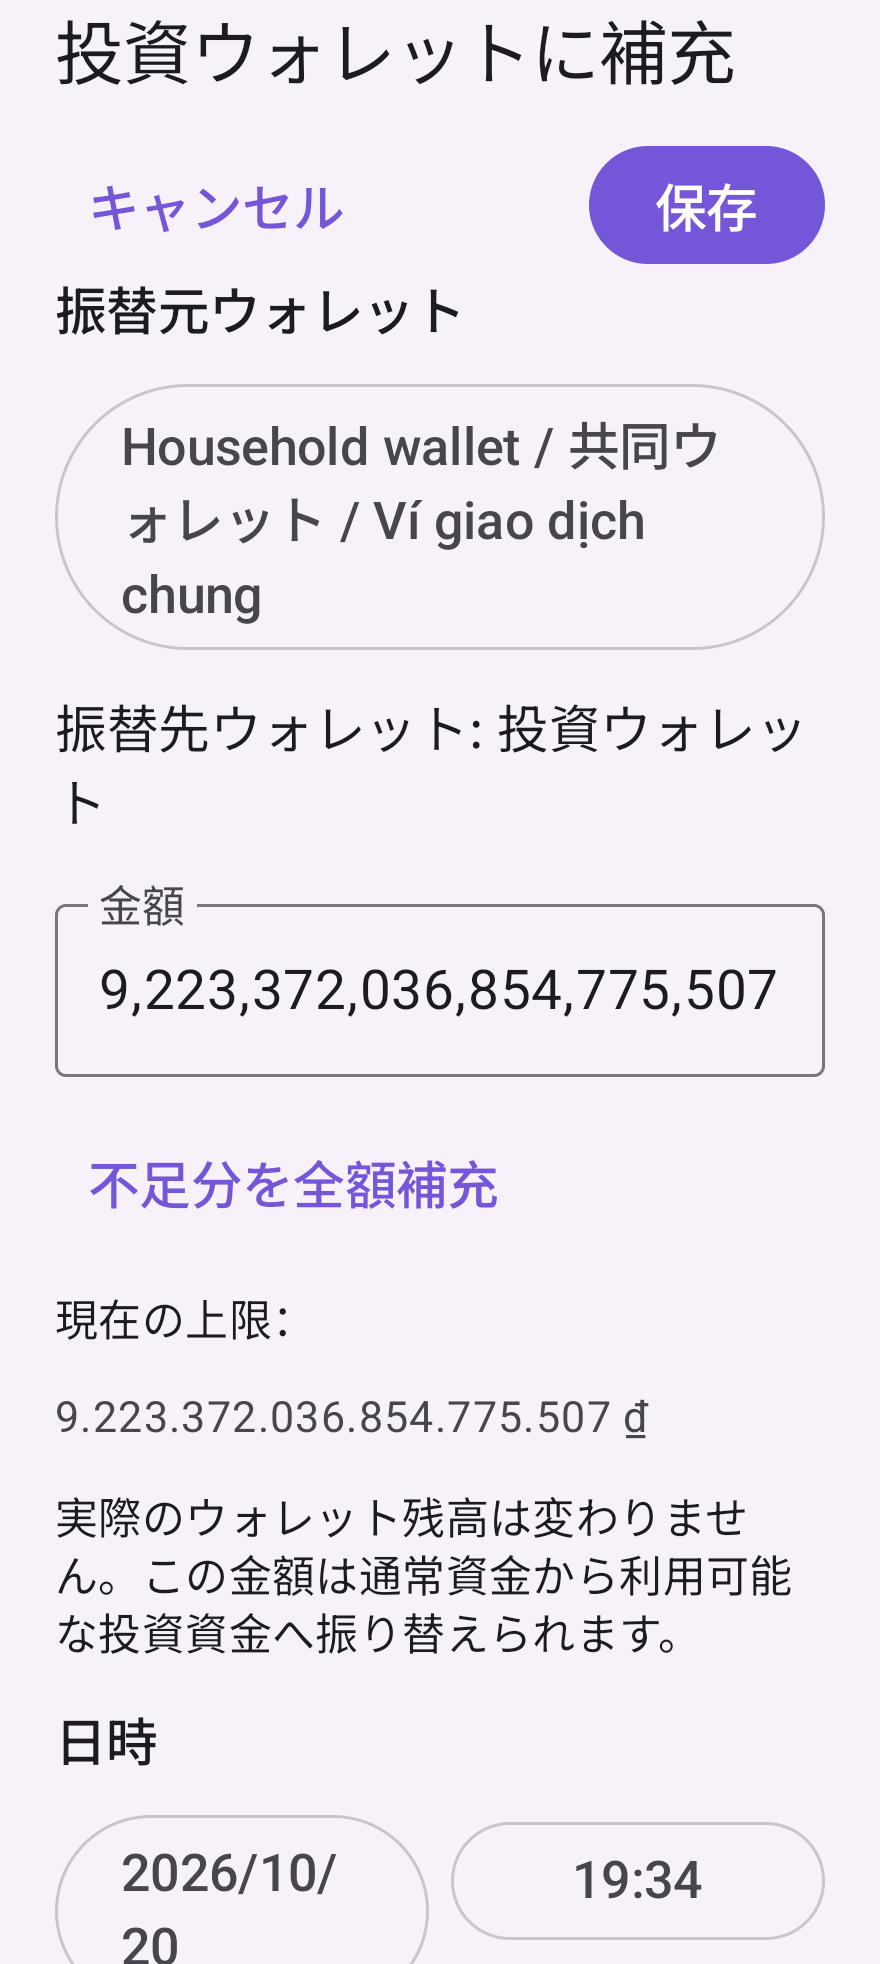 投資ウォレットに補充
キャンセル
保存
振替元ウォレット
Household wallet / 共同ウ
ォレット / Ví giao dịch
chung
振替先ウォレット: 投資ウォレッ
ト
金額
9,223,372,036,854,775,507
不足分を全額補充
現在の上限：
9.223.372.036.854.775.507 ₫
実際のウォレット残高は変わりませ
ん。この金額は通常資金から利用可能
な投資資金へ振り替えられます。
日時
2026/10/
20
19:34